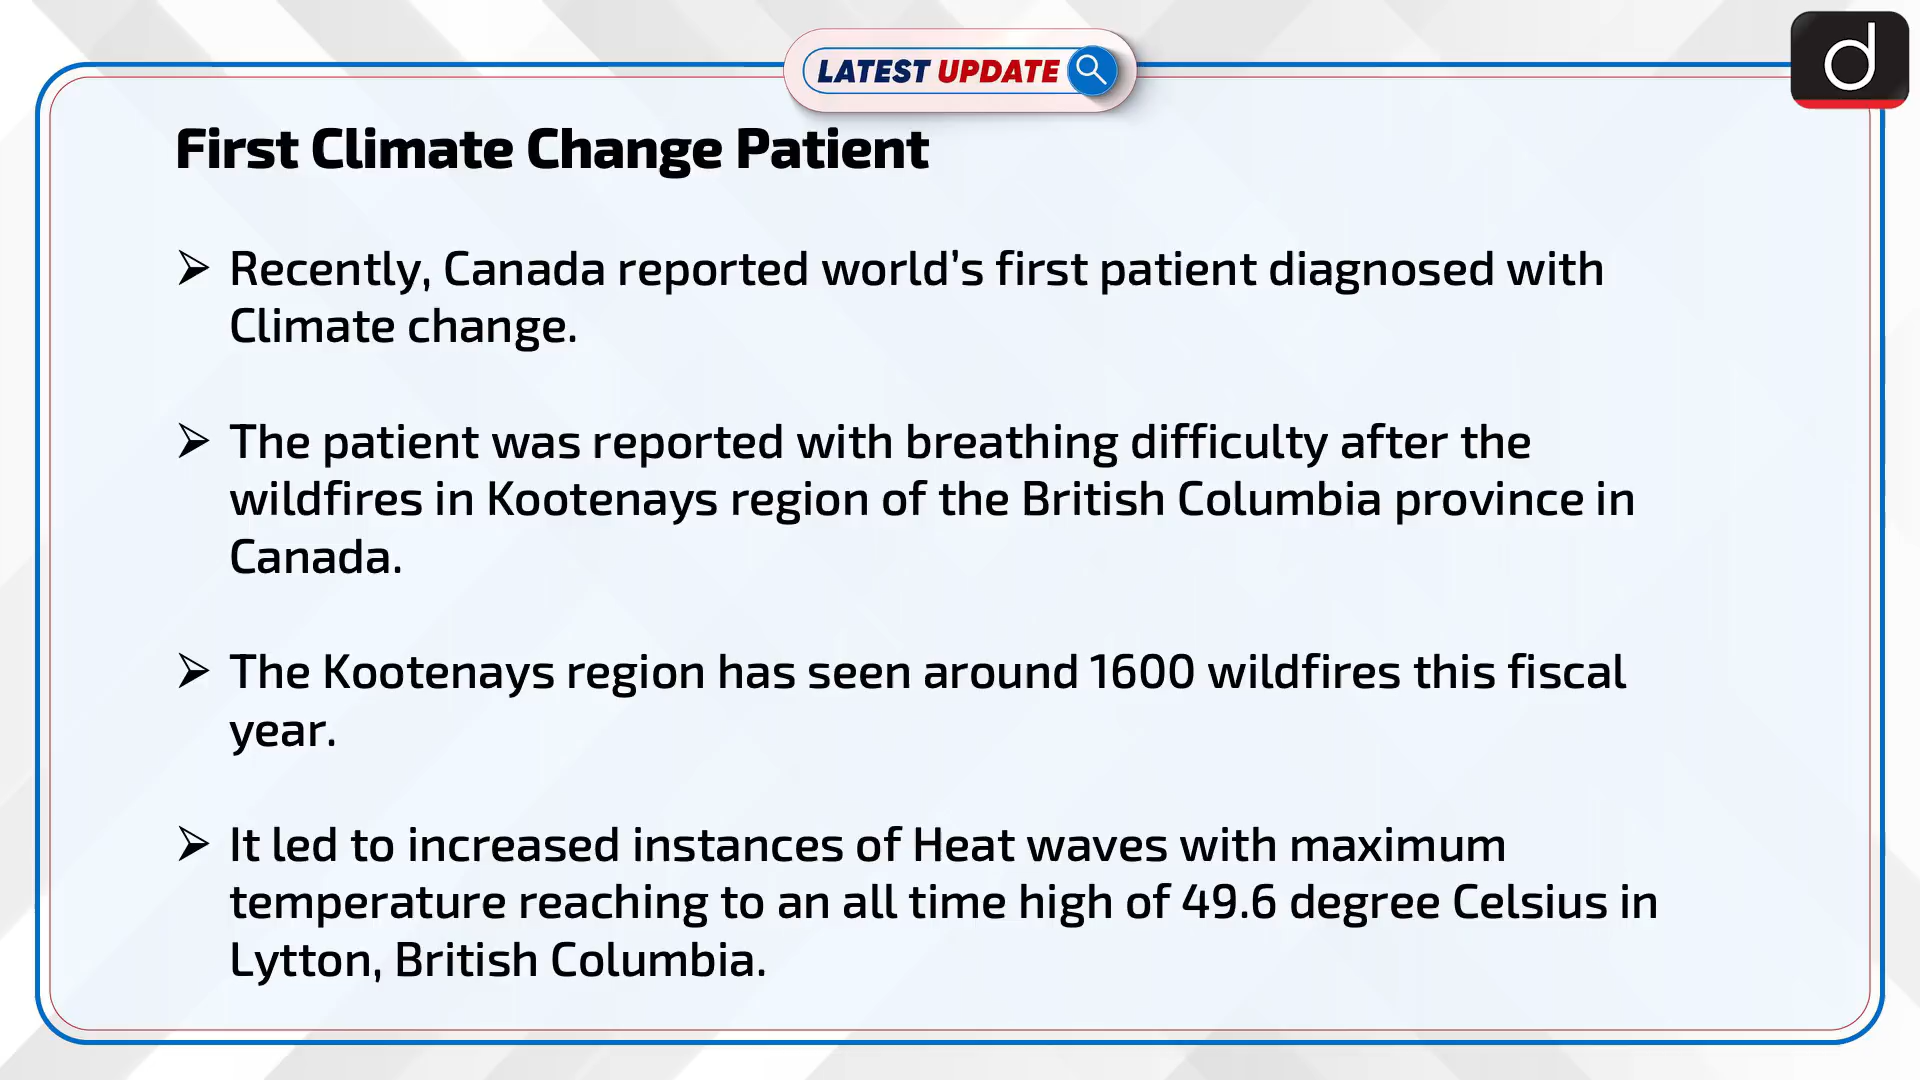 LATEST UPDATE
d
First Climate Change Patient
➢ Recently, Canada reported world’s first patient diagnosed with
Climate change.
➢ The patient was reported with breathing difficulty after the
wildfires in Kootenays region of the British Columbia province in
Canada.
➢ The Kootenays region has seen around 1600 wildfires this fiscal
year.
➢ It led to increased instances of Heat waves with maximum
temperature reaching to an all time high of 49.6 degree Celsius in
Lytton, British Columbia.